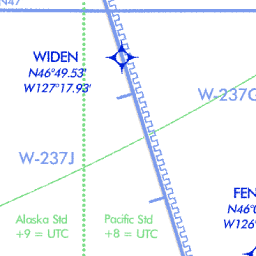 N47
WIDEN
N46°49.53'
W127°17.93'
W-237G
W-237J
FEN
N46°
W126°
Alaska Std
+9 = UTC
Pacific Std
+8 = UTC